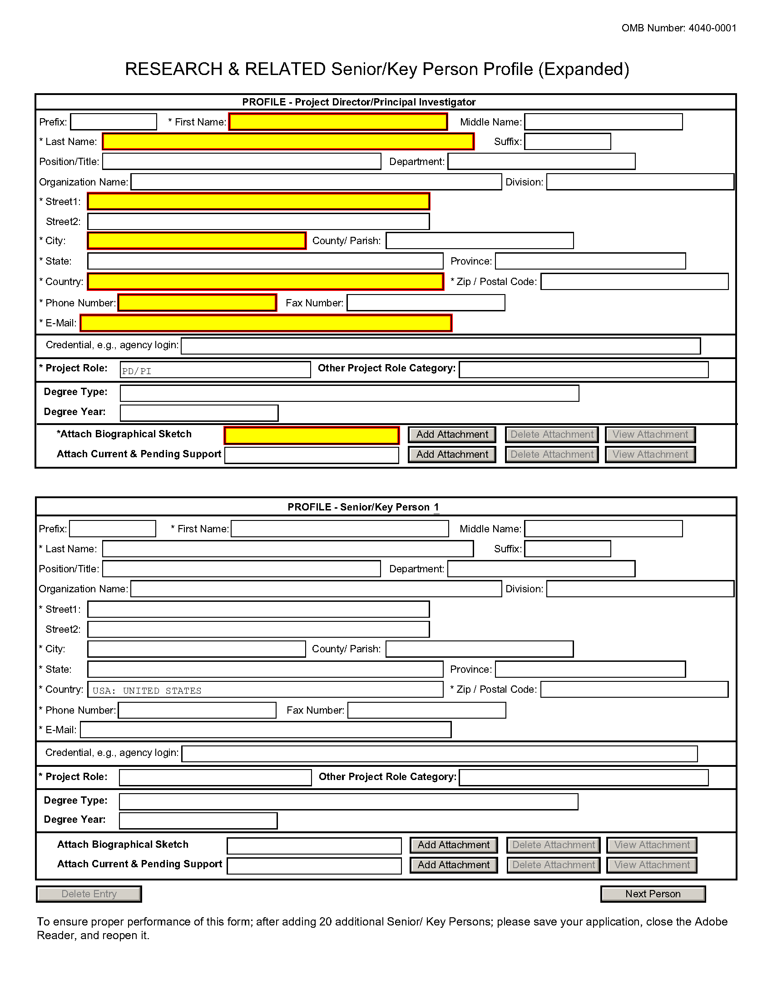 OMB Number: 4040-0001
RESEARCH & RELATED Senior/Key Person Profile (Expanded)
PROFILE - Project Director/Principal Investigator
Prefix: * First Name: Middle Name:
* Last Name: Suffix:
Position/Title: Department:
Organization Name: Division:
* Street1:
Street2:
* City: County/ Parish:
* State: Province:
* Country: * Zip / Postal Code:
* Phone Number: Fax Number:
* E-Mail:
Credential, e.g., agency login:
* Project Role: PD/PI Other Project Role Category:
Degree Type:
Degree Year:
*Attach Biographical Sketch Add Attachment Delete Attachment View Attachment
Attach Current & Pending Support Add Attachment Delete Attachment View Attachment
PROFILE - Senior/Key Person 1
Prefix: * First Name: Middle Name:
* Last Name: Suffix:
Position/Title: Department:
Organization Name: Division:
* Street1:
Street2:
* City: County/ Parish:
* State: Province:
* Country: USA: UNITED STATES * Zip / Postal Code:
* Phone Number: Fax Number:
* E-Mail:
Credential, e.g., agency login:
* Project Role: Other Project Role Category:
Degree Type:
Degree Year:
Attach Biographical Sketch Add Attachment Delete Attachment View Attachment
Attach Current & Pending Support Add Attachment Delete Attachment View Attachment
Delete Entry Next Person
To ensure proper performance of this form; after adding 20 additional Senior/ Key Persons; please save your application, close the Adobe
Reader, and reopen it.